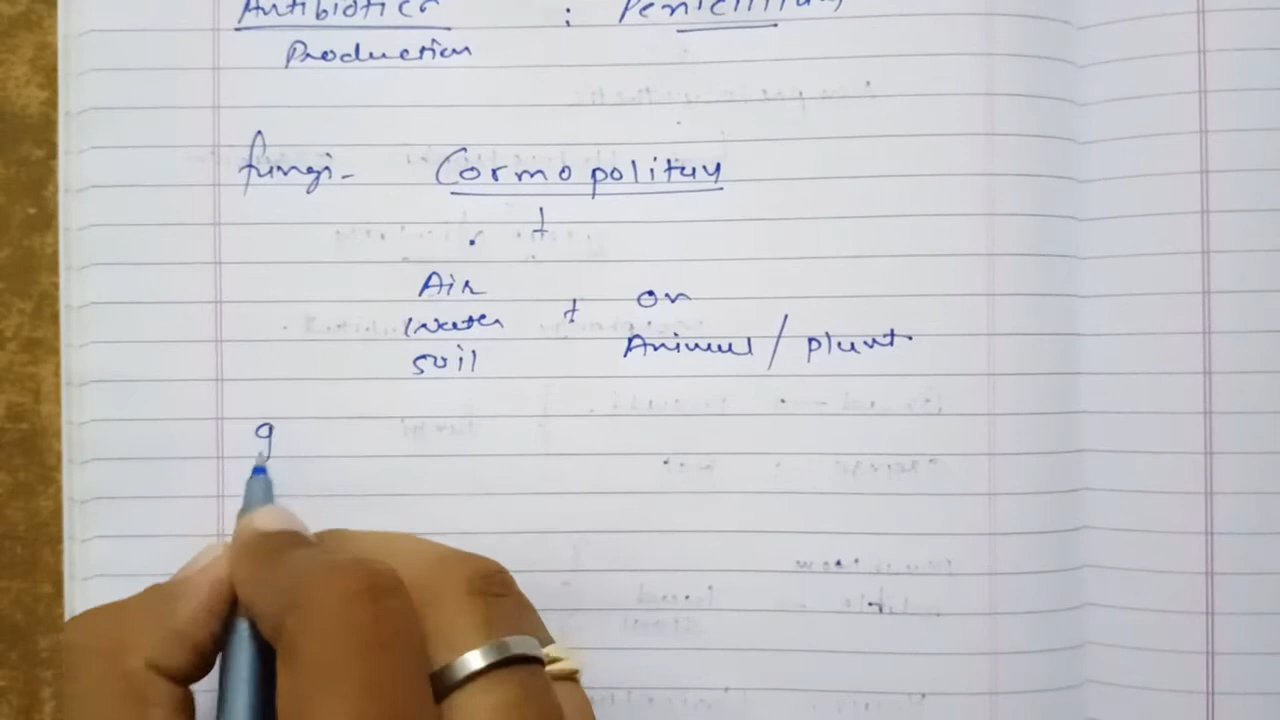 Antibiotics : Penicillium
Production
fungi - Cosmopolitan
↓
Air
water + on
soil Animal / plant
g